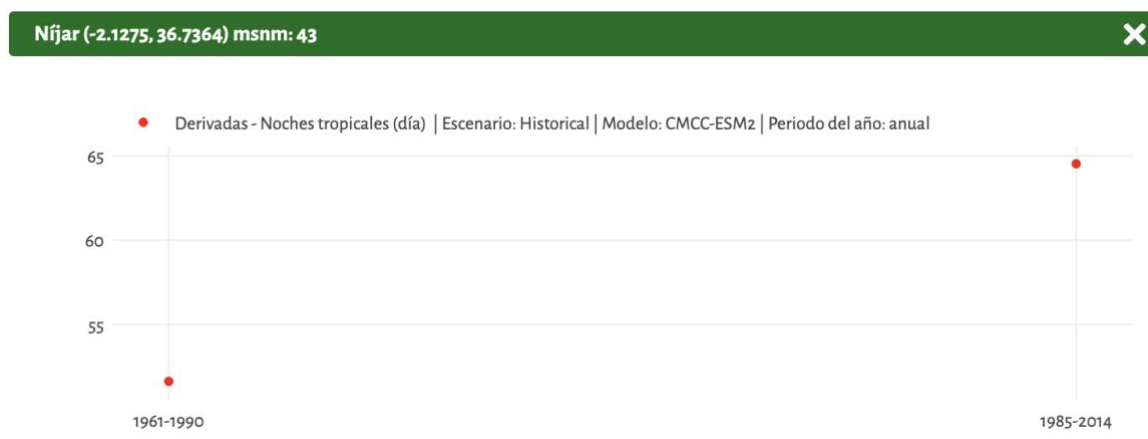 Níjar (-2.1275, 36.7364) msnm: 43
Derivadas - Noches tropicales (día) | Escenario: Historical | Modelo: CMCC-ESM2 | Periodo del año: anual
65
60
55
1961-1990 1985-2014